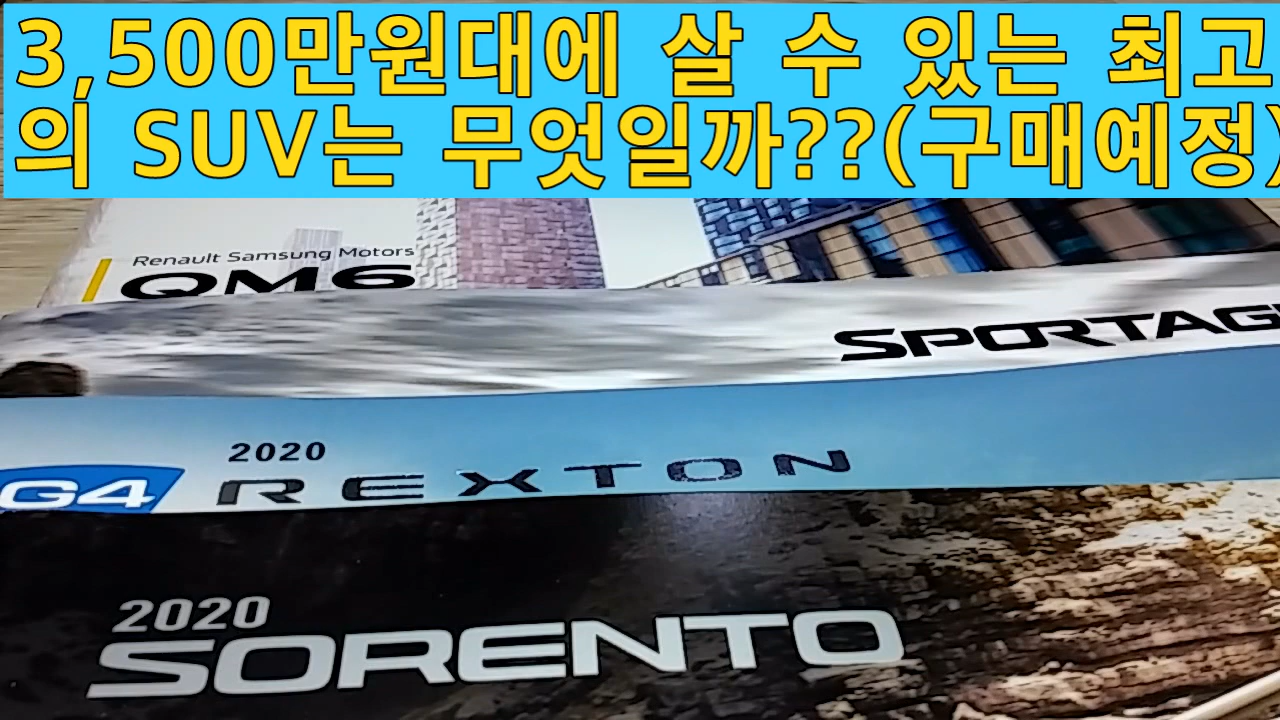 3,500만원대에 살 수 있는 최고
의 SUV는 무엇일까??(구매예정)
Renault Samsung Motors
QM6
SPORTAG
2020
G4 REXTON
2020
SORENTO